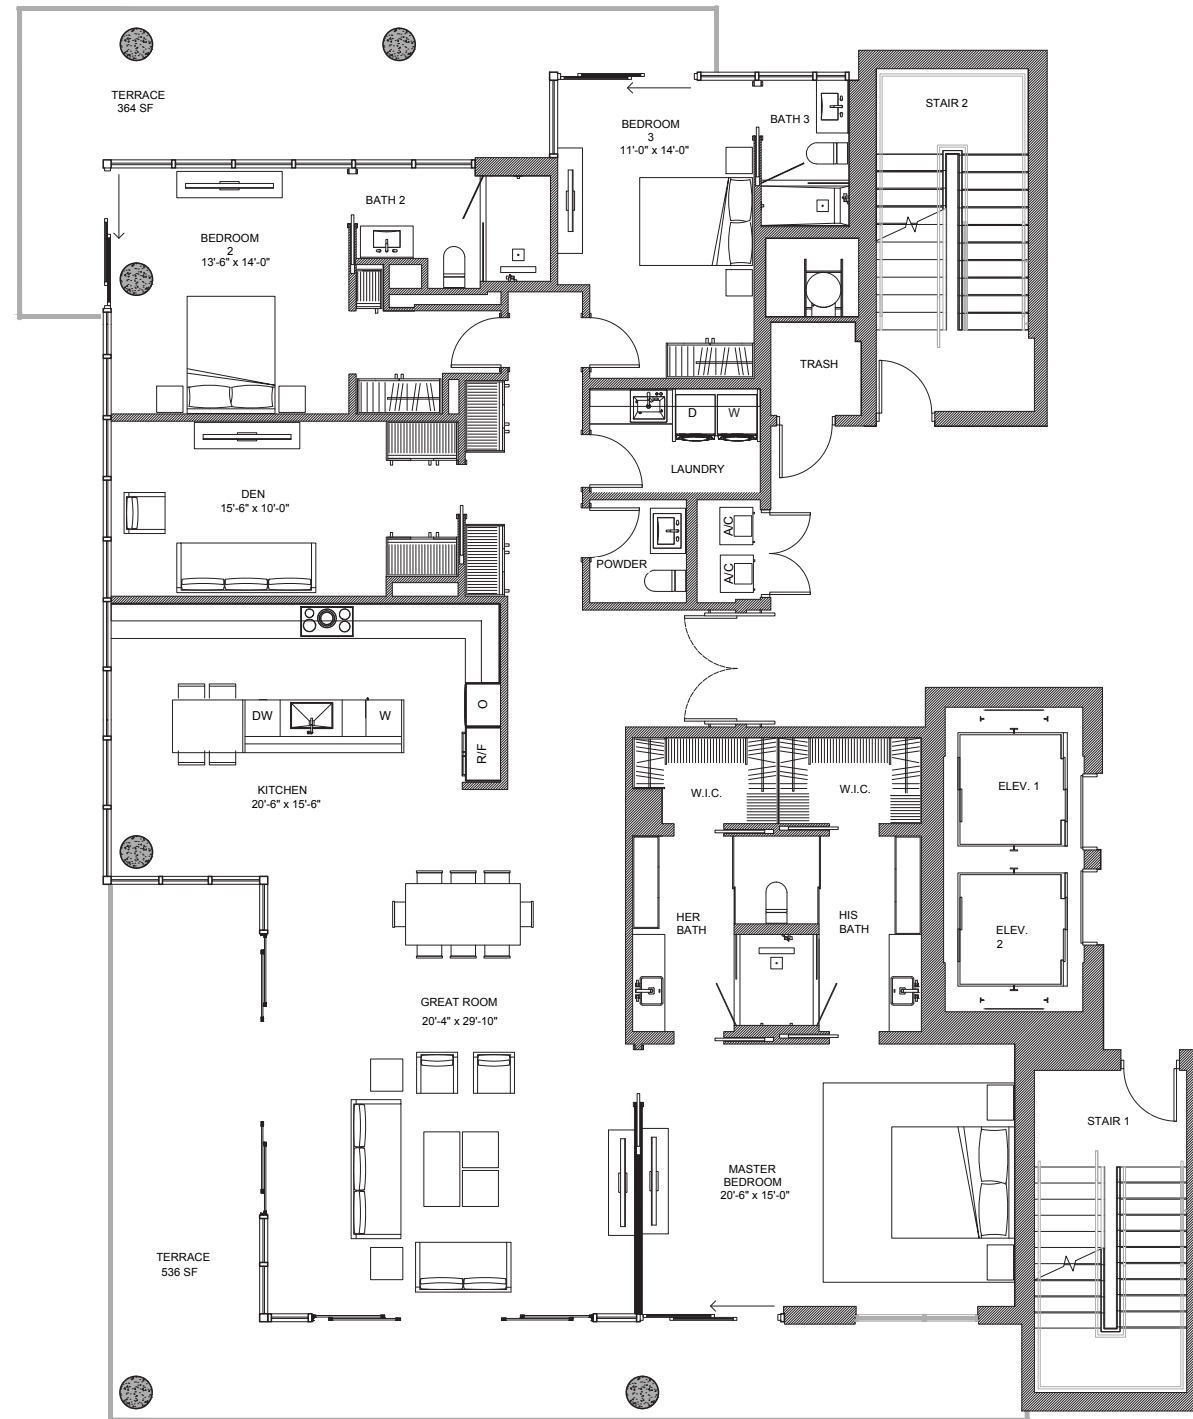 TERRACE
364 SF
STAIR 2
BEDROOM
3
11'-0" x 14'-0"
BATH 3
BATH 2
BEDROOM
2
13'-6" x 14'-0"
TRASH
D
W
LAUNDRY
DEN
15'-6" x 10'-0"
A/C
A/C
POWDER
O
DW
W
R/F
KITCHEN
20'-6" x 15'-6"
W.I.C.
W.I.C.
ELEV. 1
HER
BATH
HIS
BATH
ELEV.
2
GREAT ROOM
20'-4" x 29'-10"
STAIR 1
MASTER
BEDROOM
20'-6" x 15'-0"
TERRACE
536 SF